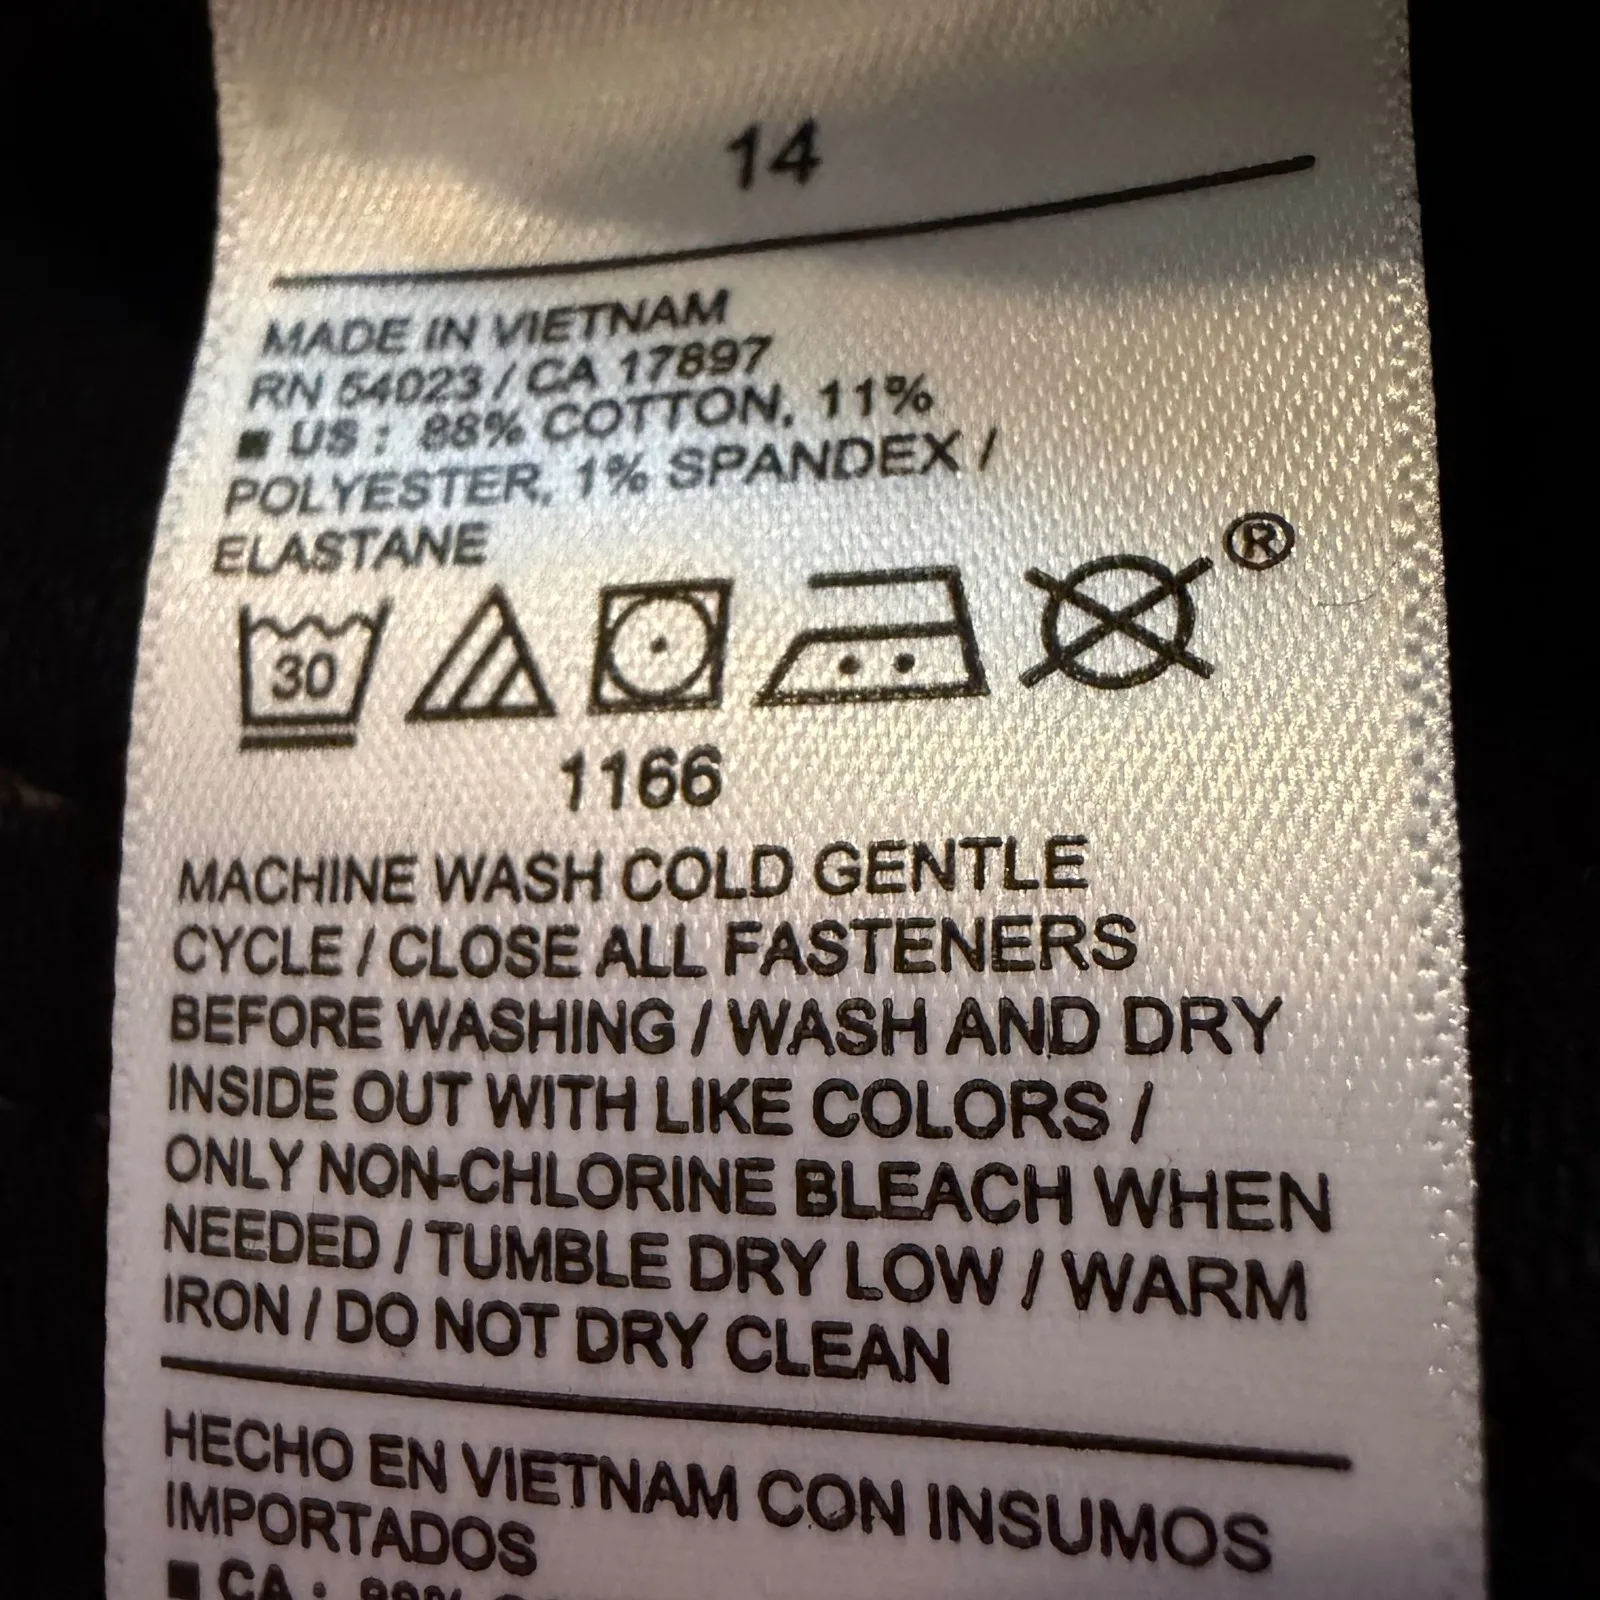 14
MADE IN VIETNAM
RN 54023 / CA 17897
■ US : 88% COTTON, 11%
POLYESTER, 1% SPANDEX /
ELASTANE
®
30
1166
MACHINE WASH COLD GENTLE
CYCLE / CLOSE ALL FASTENERS
BEFORE WASHING / WASH AND DRY
INSIDE OUT WITH LIKE COLORS /
ONLY NON-CHLORINE BLEACH WHEN
NEEDED / TUMBLE DRY LOW / WARM
IRON / DO NOT DRY CLEAN
HECHO EN VIETNAM CON INSUMOS
IMPORTADOS
■ CA :